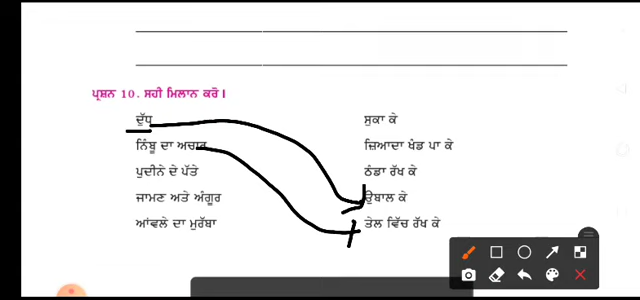 ਪ੍ਰਸ਼ਨ 10. ਸਹੀ ਮਿਲਾਨ ਕਰੋ।
ਦੁੱਧ ਸੁਕਾ ਕੇ
ਨਿੰਬੂ ਦਾ ਅਚਾਰ ਜ਼ਿਆਦਾ ਖੰਡ ਪਾ ਕੇ
ਪੁਦੀਨੇ ਦੇ ਪੱਤੇ ਠੰਡਾ ਰੱਖ ਕੇ
ਜਾਮਣ ਅਤੇ ਅੰਗੂਰ ਉਬਾਲ ਕੇ
ਆਂਵਲੇ ਦਾ ਮੁਰੱਬਾ ਤੇਲ ਵਿੱਚ ਰੱਖ ਕੇ